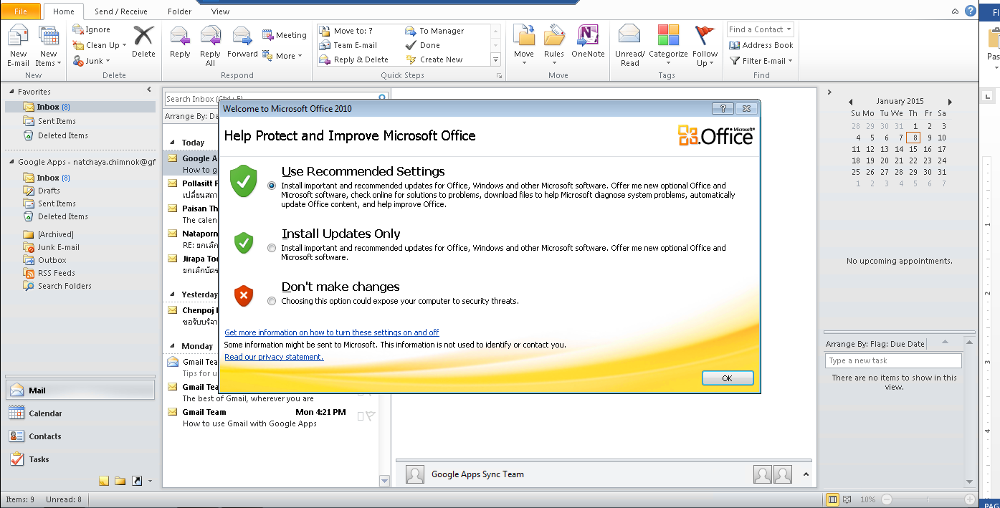 File Home Send / Receive Folder View
Ignore
Clean Up
Junk
New E-mail
New Items
Delete
New
Delete
Reply
Reply All
Forward
Meeting
More
Respond
Move to: ?
To Manager
Team E-mail
Done
Reply & Delete
Create New
Quick Steps
Move
Rules
OneNote
Move
Unread/ Read
Categorize
Follow Up
Tags
Find a Contact
Address Book
Filter E-mail
Find
Favorites
Inbox (8)
Sent Items
Deleted Items
Google Apps - natchaya.chimnok@gf
Inbox (8)
Drafts
Sent Items
Deleted Items
[Archived]
Junk E-mail
Outbox
RSS Feeds
Search Folders
Mail
Calendar
Contacts
Tasks
Items: 9 Unread: 8
Search Inbox (Ctrl+E)
Arrange By: Da
Today
Google A
How to g
Pollasitt
เปลี่ยนสถา
Paisan Th
The calen
Nataporn
RE: ยกเลิก
Jirapa Too
ยกเลิกบัตร
Yesterday
Chenpoj
ขอรับบริจา
Monday
Gmail Tea
Tips for u
Gmail Tea
The best of Gmail, wherever you are
Gmail Team Mon 4:21 PM
How to use Gmail with Google Apps
Welcome to Microsoft Office 2010
Help Protect and Improve Microsoft Office
Microsoft
Office
Use Recommended Settings
Install important and recommended updates for Office, Windows and other Microsoft software. Offer me new optional Office and
Microsoft software, check online for solutions to problems, download files to help Microsoft diagnose system problems, automatically
update Office content, and help improve Office.
Install Updates Only
Install important and recommended updates for Office, Windows and other Microsoft software. Offer me new optional Office and
Microsoft software.
Don't make changes
Choosing this option could expose your computer to security threats.
Get more information on how to turn these settings on and off
Some information might be sent to Microsoft. This information is not used to identify or contact you.
Read our privacy statement.
OK
Google Apps Sync Team
January 2015
Su Mo Tu We Th Fr Sa
28 29 30 31 1 2 3
4 5 6 7 8 9 10
11 12 13 14 15 16 17
18 19 20 21 22 23 24
25 26 27 28 29 30 31
1 2 3 4 5 6 7
No upcoming appointments.
Arrange By: Flag: Due Date
Type a new task
There are no items to show in this
view.
10%
FI
Pas
L
1
2
3
4
PAG